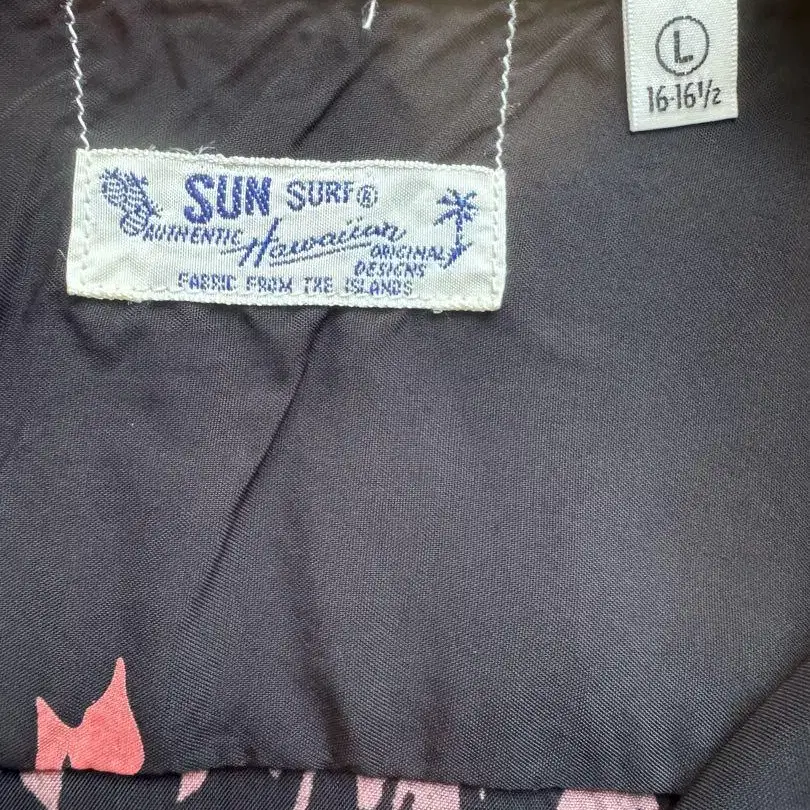 SUN SURF®
AUTHENTIC Hawaiian ORIGINAL
DESIGNS
FABRIC FROM THE ISLANDS
L
16-16½